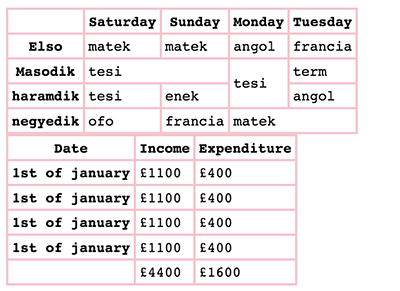 Saturday Sunday Monday Tuesday
Elso matek matek angol francia
Masodik tesi tesi term
haramdik tesi enek angol
negyedik ofo francia matek
Date Income Expenditure
1st of january £1100 £400
1st of january £1100 £400
1st of january £1100 £400
1st of january £1100 £400
£4400 £1600